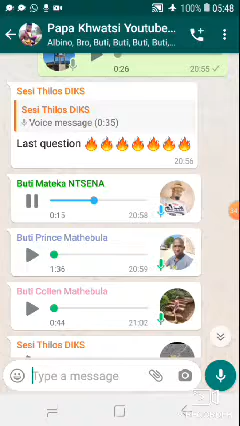 100% 05:48
Papa Khwatsi Youtube...
Albino, Bro, Buti, Buti, Buti, Buti,...
0:26 20:55
Sesi Thilos DIKS
Sesi Thilos DIKS
Voice message (0:35)
Last question 🔥🔥🔥🔥🔥🔥🔥
20:56
Buti Mateka NTSENA
0:15 20:58
Buti Prince Mathebula
1:36 20:59
Buti Collen Mathebula
0:44 21:02
Sesi Thilos DIKS
Type a message